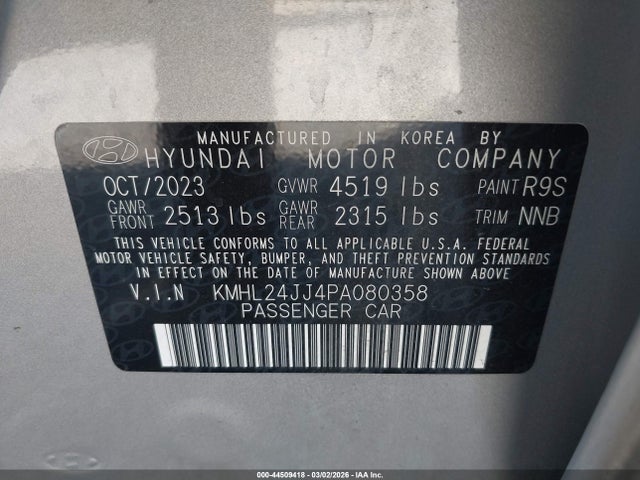 MANUFACTURED IN KOREA BY
HYUNDAI MOTOR COMPANY
OCT/2023 GVWR 4519 lbs PAINT R9S
GAWR FRONT 2513 lbs GAWR REAR 2315 lbs TRIM NNB
THIS VEHICLE CONFORMS TO ALL APPLICABLE U.S.A. FEDERAL
MOTOR VEHICLE SAFETY, BUMPER, AND THEFT PREVENTION STANDARDS
IN EFFECT ON THE DATE OF MANUFACTURE SHOWN ABOVE
V.I.N KMHL24JJ4PA080358
PASSENGER CAR
000-44509418 - 03/02/2026 - IAA Inc.